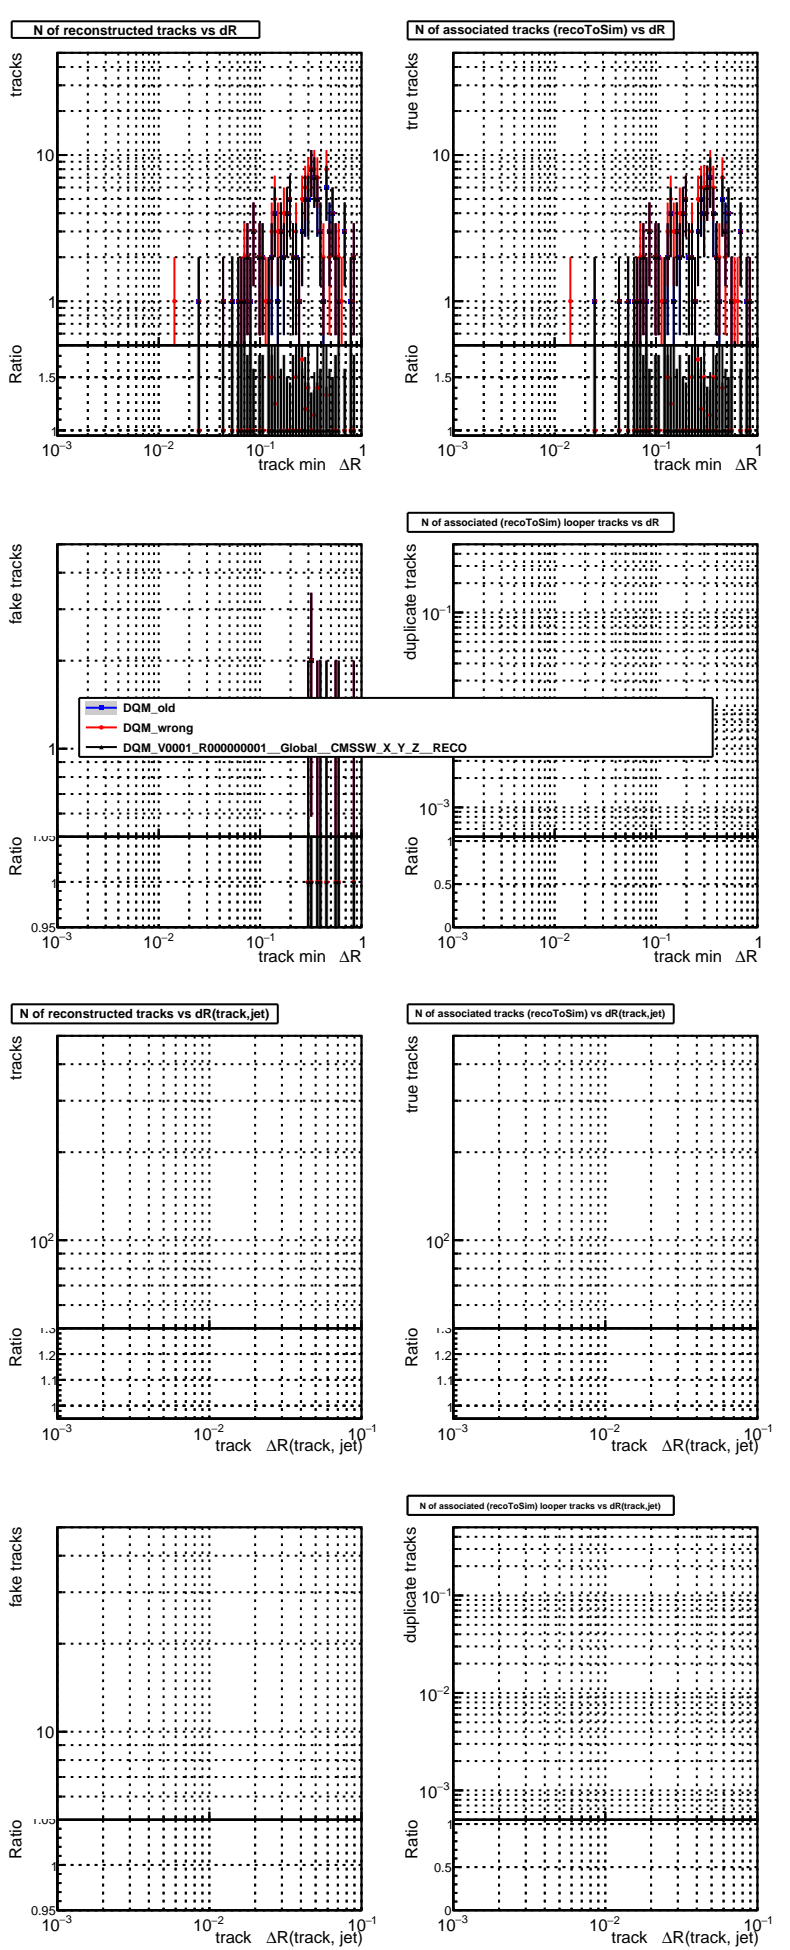 N of reconstructed tracks vs dR
tracks
10
1
Ratio
1.5
1
10−3
10−2
10−1
1
track min ΔR
N of associated tracks (recoToSim) vs dR
true tracks
10
1
Ratio
1.5
1
10−3
10−2
10−1
1
track min ΔR
fake tracks
1
Ratio
1.05
1
0.95
10−3
10−2
10−1
1
track min ΔR
N of associated (recoToSim) looper tracks vs dR
duplicate tracks
10−1
10−3
Ratio
1
0.5
0
10−3
10−2
10−1
1
track min ΔR
DQM_old
DQM_wrong
DQM_V0001_R000000001__Global__CMSSW_X_Y_Z__RECO
N of reconstructed tracks vs dR(track,jet)
tracks
102
Ratio
1.3
1.2
1.1
1
10−3
10−2
10−1
track ΔR(track, jet)
N of associated tracks (recoToSim) vs dR(track,jet)
true tracks
102
Ratio
1.3
1.2
1.1
1
10−3
10−2
10−1
track ΔR(track, jet)
fake tracks
10
Ratio
1.05
1
0.95
10−3
10−2
10−1
track ΔR(track, jet)
N of associated (recoToSim) looper tracks vs dR(track,jet)
duplicate tracks
10−1
10−2
10−3
Ratio
1
0.5
0
10−3
10−2
10−1
track ΔR(track, jet)